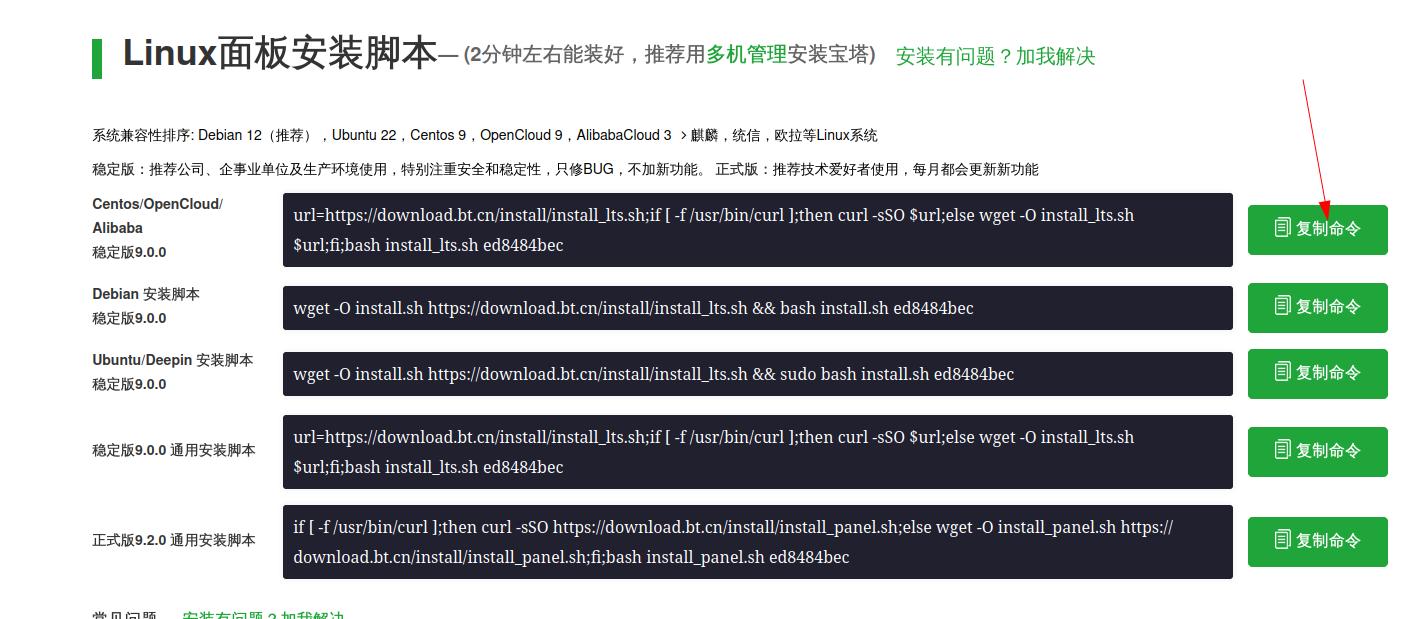 Linux面板安装脚本— (2分钟左右能装好，推荐用多机管理安装宝塔) 安装有问题？加我解决
系统兼容性排序: Debian 12（推荐），Ubuntu 22，Centos 9，OpenCloud 9，AlibabaCloud 3 > 麒麟，统信，欧拉等Linux系统
稳定版：推荐公司、企事业单位及生产环境使用，特别注重安全和稳定性，只修BUG，不加新功能。 正式版：推荐技术爱好者使用，每月都会更新新功能
Centos/OpenCloud/
Alibaba
稳定版9.0.0
url=https://download.bt.cn/install/install_lts.sh;if [ -f /usr/bin/curl ];then curl -sSO $url;else wget -O install_lts.sh
$url;fi;bash install_lts.sh ed8484bec
复制命令
Debian 安装脚本
稳定版9.0.0
wget -O install.sh https://download.bt.cn/install/install_lts.sh && bash install.sh ed8484bec
复制命令
Ubuntu/Deepin 安装脚本
稳定版9.0.0
wget -O install.sh https://download.bt.cn/install/install_lts.sh && sudo bash install.sh ed8484bec
复制命令
稳定版9.0.0 通用安装脚本
url=https://download.bt.cn/install/install_lts.sh;if [ -f /usr/bin/curl ];then curl -sSO $url;else wget -O install_lts.sh
$url;fi;bash install_lts.sh ed8484bec
复制命令
正式版9.2.0 通用安装脚本
if [ -f /usr/bin/curl ];then curl -sSO https://download.bt.cn/install/install_panel.sh;else wget -O install_panel.sh https://
download.bt.cn/install/install_panel.sh;fi;bash install_panel.sh ed8484bec
复制命令
常见问题 安装有问题？加我解决